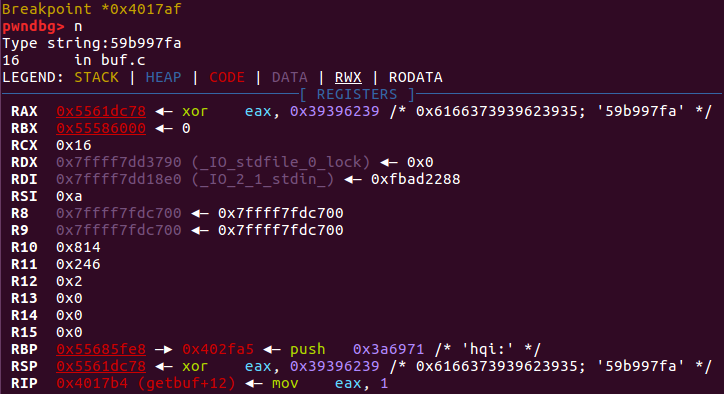 Breakpoint *0x4017af
pwndbg> n
Type string:59b997fa
16      in buf.c
LEGEND: STACK | HEAP | CODE | DATA | RWX | RODATA
[ REGISTERS ]
RAX  0x5561dc78 ◂— xor    eax, 0x39396239 /* 0x6166373939623935; '59b997fa' */
RBX  0x55586000 ◂— 0
RCX  0x16
RDX  0x7ffff7dd3790 (_IO_stdfile_0_lock) ◂— 0x0
RDI  0x7ffff7dd18e0 (_IO_2_1_stdin_) ◂— 0xfbad2288
RSI  0xa
R8   0x7ffff7fdc700 ◂— 0x7ffff7fdc700
R9   0x7ffff7fdc700 ◂— 0x7ffff7fdc700
R10  0x814
R11  0x246
R12  0x2
R13  0x0
R14  0x0
R15  0x0
RBP  0x55685fe8 —▸ 0x402fa5 ◂— push   0x3a6971 /* 'hqi:' */
RSP  0x5561dc78 ◂— xor    eax, 0x39396239 /* 0x6166373939623935; '59b997fa' */
RIP  0x4017b4 (getbuf+12) ◂— mov    eax, 1